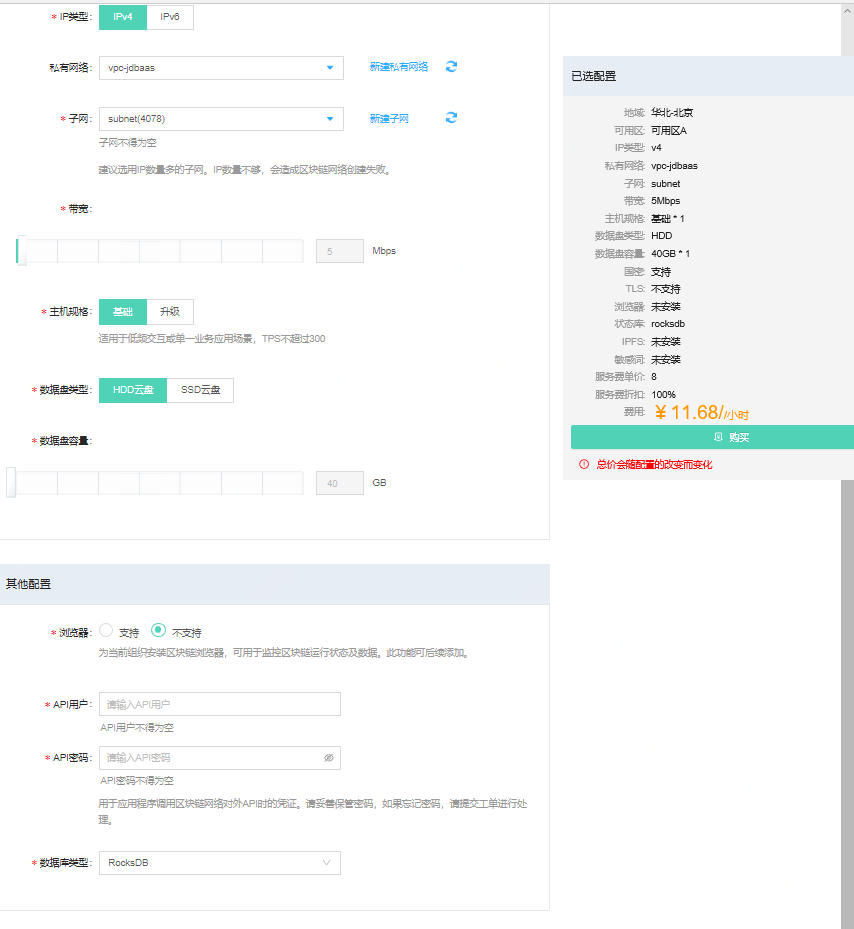 * IP类型: IPv4 IPv6
私有网络: vpc-jdbaas 新建私有网络
* 子网: subnet(4078) 新建子网
子网不得为空
建议选用IP数量多的子网。IP数量不够，会造成区块链网络创建失败。
* 带宽:
5 Mbps
* 主机规格: 基础 升级
适用于低频交互或单一业务应用场景，TPS不超过300
* 数据盘类型: HDD云盘 SSD云盘
* 数据盘容量:
40 GB
其他配置
* 浏览器: 支持 不支持
为当前组织安装区块链浏览器，可用于监控区块链运行状态及数据。此功能可后续添加。
* API用户: 请输入API用户
API用户不得为空
* API密码: 请输入API密码
API密码不得为空
用于应用程序调用区块链网络对外API时的凭证。请妥善保管密码，如果忘记密码，请提交工单进行处
理。
* 数据库类型: RocksDB
已选配置
地域: 华北-北京
可用区: 可用区A
IP类型: v4
私有网络: vpc-jdbaas
子网: subnet
带宽: 5Mbps
主机规格: 基础 * 1
数据盘类型: HDD
数据盘容量: 40GB * 1
国密: 支持
TLS: 不支持
浏览器: 未安装
状态库: rocksdb
IPFS: 未安装
敏感词: 未安装
服务费单价: 8
服务费折扣: 100%
费用: ¥ 11.68/小时
购买
总价会随配置的改变而变化